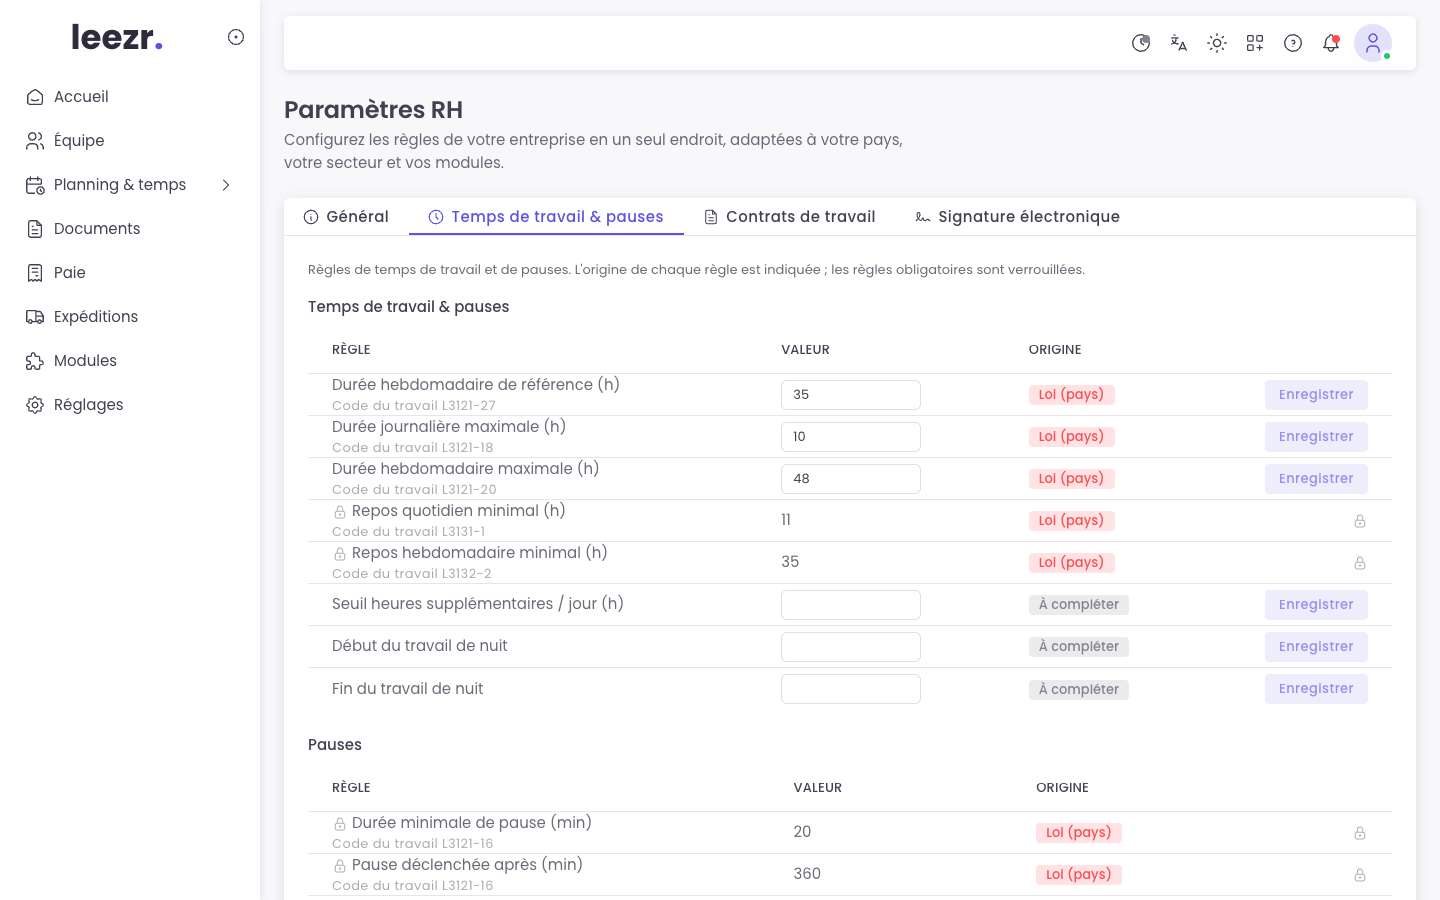 leezr.
Accueil
Équipe
Planning & temps
Documents
Paie
Expéditions
Modules
Réglages
Paramètres RH
Configurez les règles de votre entreprise en un seul endroit, adaptées à votre pays,
votre secteur et vos modules.
Général Temps de travail & pauses Contrats de travail Signature électronique
Règles de temps de travail et de pauses. L'origine de chaque règle est indiquée ; les règles obligatoires sont verrouillées.
Temps de travail & pauses
RÈGLE VALEUR ORIGINE
Durée hebdomadaire de référence (h) 35 Loi (pays) Enregistrer
Code du travail L3121-27
Durée journalière maximale (h) 10 Loi (pays) Enregistrer
Code du travail L3121-18
Durée hebdomadaire maximale (h) 48 Loi (pays) Enregistrer
Code du travail L3121-20
Repos quotidien minimal (h) 11 Loi (pays)
Code du travail L3131-1
Repos hebdomadaire minimal (h) 35 Loi (pays)
Code du travail L3132-2
Seuil heures supplémentaires / jour (h) À compléter Enregistrer
Début du travail de nuit À compléter Enregistrer
Fin du travail de nuit À compléter Enregistrer
Pauses
RÈGLE VALEUR ORIGINE
Durée minimale de pause (min) 20 Loi (pays)
Code du travail L3121-16
Pause déclenchée après (min) 360 Loi (pays)
Code du travail L3121-16